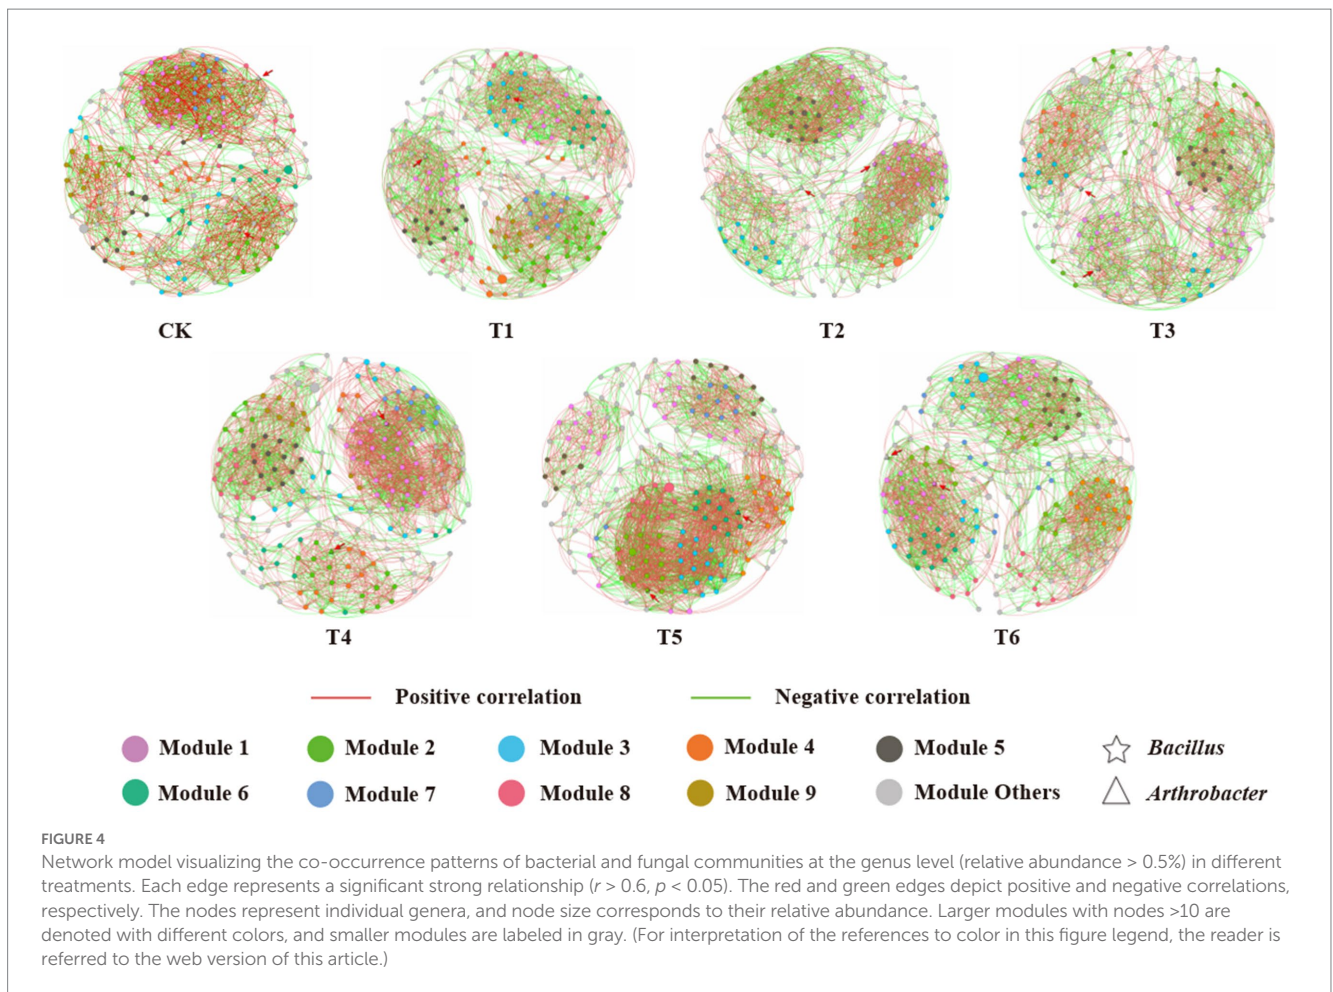 CK
T1
T2
T3
T4
T5
T6
Positive correlation
Negative correlation
Module 1
Module 2
Module 3
Module 4
Module 5
Bacillus
Module 6
Module 7
Module 8
Module 9
Module Others
Arthrobacter
FIGURE 4
Network model visualizing the co-occurrence patterns of bacterial and fungal communities at the genus level (relative abundance > 0.5%) in different
treatments. Each edge represents a significant strong relationship (r > 0.6, p < 0.05). The red and green edges depict positive and negative correlations,
respectively. The nodes represent individual genera, and node size corresponds to their relative abundance. Larger modules with nodes >10 are
denoted with different colors, and smaller modules are labeled in gray. (For interpretation of the references to color in this figure legend, the reader is
referred to the web version of this article.)